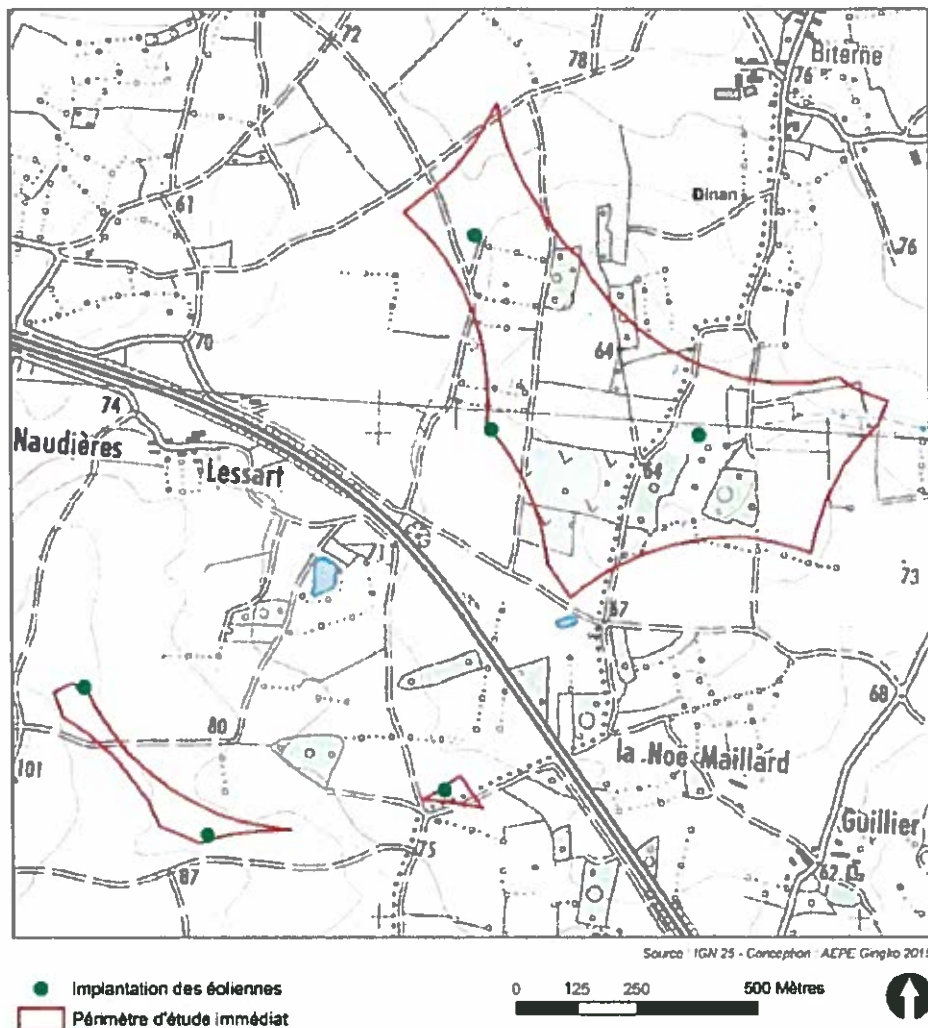 72
78
Biterne
76
Dinan
61
76
64
70
74
Naudières
Lessart
64
73
67
68
80
la Noe Maillard
101
Guillier
75
87
62
Source : IGN 25 - Conception : AEPE Gingko 2015
Implantation des éoliennes
Périmètre d'étude immédiat
0 125 250 500 Mètres